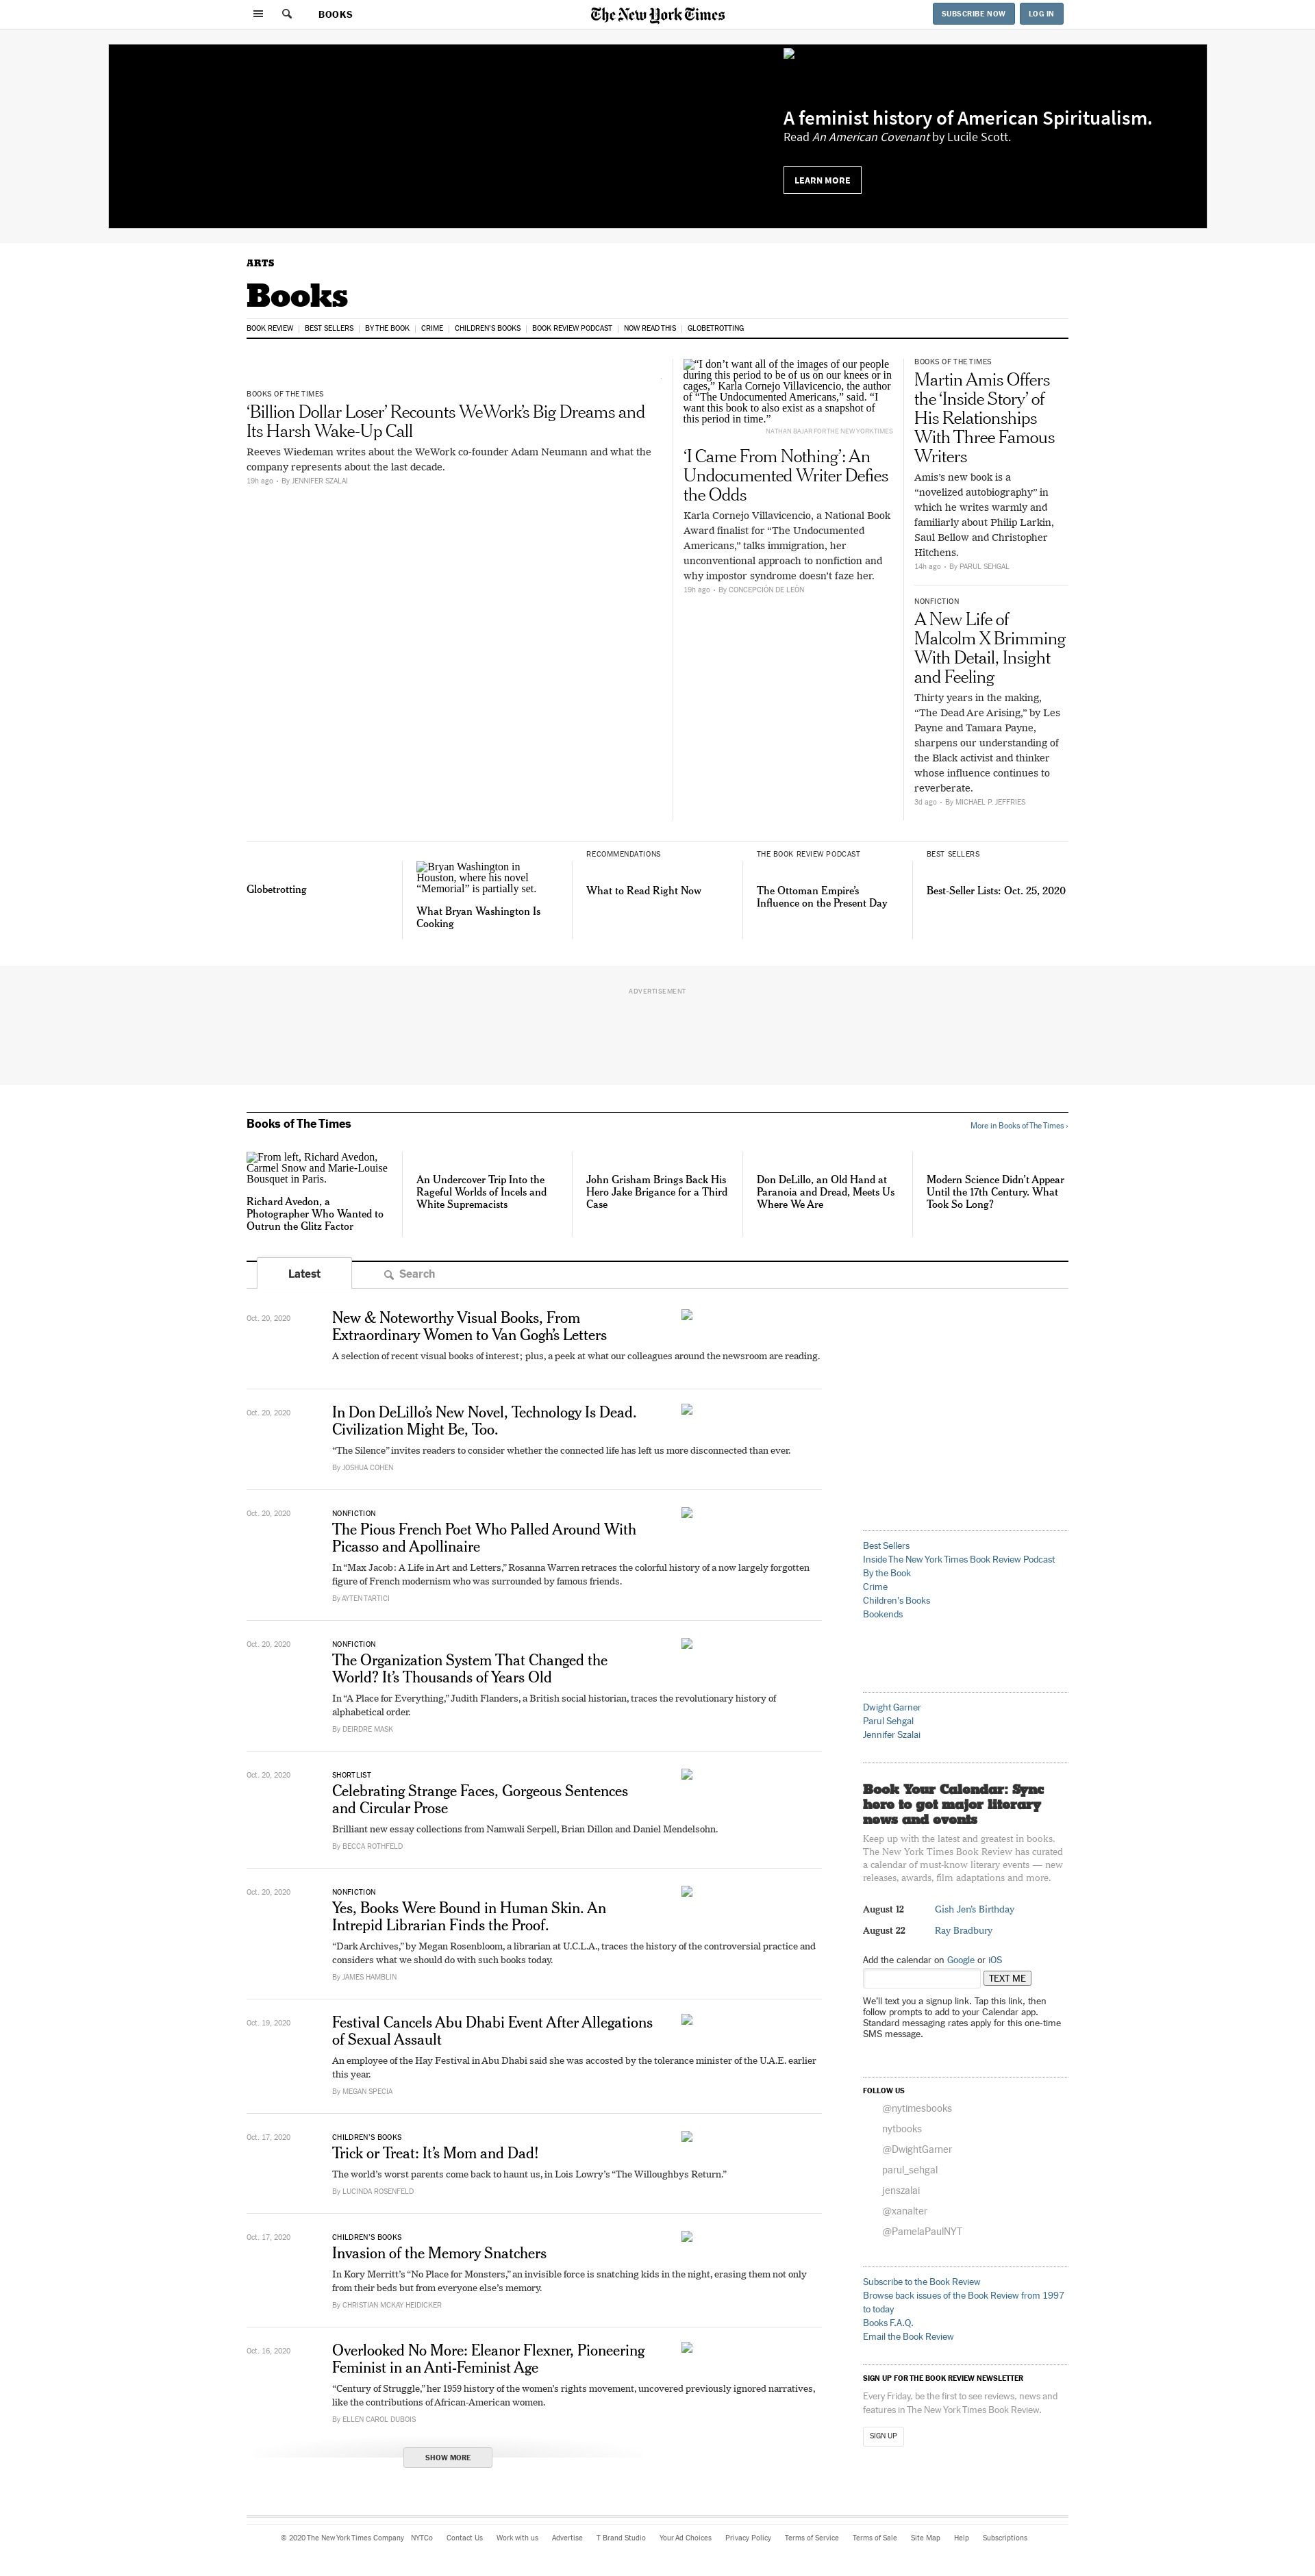 BOOKS
The New York Times
SUBSCRIBE NOW
LOG IN
A feminist history of American Spiritualism.
Read An American Covenant by Lucile Scott.
LEARN MORE
ARTS
Books
BOOK REVIEW | BEST SELLERS | BY THE BOOK | CRIME | CHILDREN'S BOOKS | BOOK REVIEW PODCAST | NOW READ THIS | GLOBETROTTING
BOOKS OF THE TIMES
‘Billion Dollar Loser’ Recounts WeWork’s Big Dreams and
Its Harsh Wake-Up Call
Reeves Wiedeman writes about the WeWork co-founder Adam Neumann and what the
company represents about the last decade.
19h ago • By JENNIFER SZALAI
“I don’t want all of the images of our people
during this period to be of us on our knees or in
cages,” Karla Cornejo Villavicencio, the author
of “The Undocumented Americans,” said. “I
want this book to also exist as a snapshot of
this period in time.”
NATHAN BAJAR FOR THE NEW YORK TIMES
‘I Came From Nothing’: An
Undocumented Writer Defies
the Odds
Karla Cornejo Villavicencio, a National Book
Award finalist for “The Undocumented
Americans,” talks immigration, her
unconventional approach to nonfiction and
why impostor syndrome doesn’t faze her.
19h ago • By CONCEPCIÓN DE LEÓN
BOOKS OF THE TIMES
Martin Amis Offers
the ‘Inside Story’ of
His Relationships
With Three Famous
Writers
Amis’s new book is a
“novelized autobiography” in
which he writes warmly and
familiarly about Philip Larkin,
Saul Bellow and Christopher
Hitchens.
14h ago • By PARUL SEHGAL
NONFICTION
A New Life of
Malcolm X Brimming
With Detail, Insight
and Feeling
Thirty years in the making,
“The Dead Are Arising,” by Les
Payne and Tamara Payne,
sharpens our understanding of
the Black activist and thinker
whose influence continues to
reverberate.
3d ago • By MICHAEL P. JEFFRIES
Globetrotting
Bryan Washington in
Houston, where his novel
“Memorial” is partially set.
What Bryan Washington Is
Cooking
RECOMMENDATIONS
What to Read Right Now
THE BOOK REVIEW PODCAST
The Ottoman Empire’s
Influence on the Present Day
BEST SELLERS
Best-Seller Lists: Oct. 25, 2020
ADVERTISEMENT
Books of The Times
More in Books of The Times ›
From left, Richard Avedon,
Carmel Snow and Marie-Louise
Bousquet in Paris.
Richard Avedon, a
Photographer Who Wanted to
Outrun the Glitz Factor
An Undercover Trip Into the
Rageful Worlds of Incels and
White Supremacists
John Grisham Brings Back His
Hero Jake Brigance for a Third
Case
Don DeLillo, an Old Hand at
Paranoia and Dread, Meets Us
Where We Are
Modern Science Didn’t Appear
Until the 17th Century. What
Took So Long?
Latest
Search
Oct. 20, 2020
New & Noteworthy Visual Books, From
Extraordinary Women to Van Gogh’s Letters
A selection of recent visual books of interest; plus, a peek at what our colleagues around the newsroom are reading.
Oct. 20, 2020
In Don DeLillo’s New Novel, Technology Is Dead.
Civilization Might Be, Too.
“The Silence” invites readers to consider whether the connected life has left us more disconnected than ever.
By JOSHUA COHEN
Oct. 20, 2020
NONFICTION
The Pious French Poet Who Palled Around With
Picasso and Apollinaire
In “Max Jacob: A Life in Art and Letters,” Rosanna Warren retraces the colorful history of a now largely forgotten
figure of French modernism who was surrounded by famous friends.
By AYTEN TARTICI
Oct. 20, 2020
NONFICTION
The Organization System That Changed the
World? It’s Thousands of Years Old
In “A Place for Everything,” Judith Flanders, a British social historian, traces the revolutionary history of
alphabetical order.
By DEIRDRE MASK
Oct. 20, 2020
SHORTLIST
Celebrating Strange Faces, Gorgeous Sentences
and Circular Prose
Brilliant new essay collections from Namwali Serpell, Brian Dillon and Daniel Mendelsohn.
By BECCA ROTHFELD
Oct. 20, 2020
NONFICTION
Yes, Books Were Bound in Human Skin. An
Intrepid Librarian Finds the Proof.
“Dark Archives,” by Megan Rosenbloom, a librarian at U.C.L.A., traces the history of the controversial practice and
considers what we should do with such books today.
By JAMES HAMBLIN
Oct. 19, 2020
Festival Cancels Abu Dhabi Event After Allegations
of Sexual Assault
An employee of the Hay Festival in Abu Dhabi said she was accosted by the tolerance minister of the U.A.E. earlier
this year.
By MEGAN SPECIA
Oct. 17, 2020
CHILDREN’S BOOKS
Trick or Treat: It’s Mom and Dad!
The world’s worst parents come back to haunt us, in Lois Lowry’s “The Willoughbys Return.”
By LUCINDA ROSENFELD
Oct. 17, 2020
CHILDREN’S BOOKS
Invasion of the Memory Snatchers
In Kory Merritt’s “No Place for Monsters,” an invisible force is snatching kids in the night, erasing them not only
from their beds but from everyone else’s memory.
By CHRISTIAN MCKAY HEIDICKER
Oct. 16, 2020
Overlooked No More: Eleanor Flexner, Pioneering
Feminist in an Anti-Feminist Age
“Century of Struggle,” her 1959 history of the women’s rights movement, uncovered previously ignored narratives,
like the contributions of African-American women.
By ELLEN CAROL DUBOIS
SHOW MORE
Best Sellers
Inside The New York Times Book Review Podcast
By the Book
Crime
Children's Books
Bookends
Dwight Garner
Parul Sehgal
Jennifer Szalai
Book Your Calendar: Sync
here to get major literary
news and events
Keep up with the latest and greatest in books.
The New York Times Book Review has curated
a calendar of must-know literary events — new
releases, awards, film adaptations and more.
August 12 Gish Jen’s Birthday
August 22 Ray Bradbury
Add the calendar on Google or iOS
TEXT ME
We’ll text you a signup link. Tap this link, then
follow prompts to add to your Calendar app.
Standard messaging rates apply for this one-time
SMS message.
FOLLOW US
@nytimesbooks
nytbooks
@DwightGarner
parul_sehgal
jenszalai
@xanalter
@PamelaPaulNYT
Subscribe to the Book Review
Browse back issues of the Book Review from 1997
to today
Books F.A.Q.
Email the Book Review
SIGN UP FOR THE BOOK REVIEW NEWSLETTER
Every Friday, be the first to see reviews, news and
features in The New York Times Book Review.
SIGN UP
© 2020 The New York Times Company NYTCo Contact Us Work with us Advertise T Brand Studio Your Ad Choices Privacy Policy Terms of Service Terms of Sale Site Map Help Subscriptions